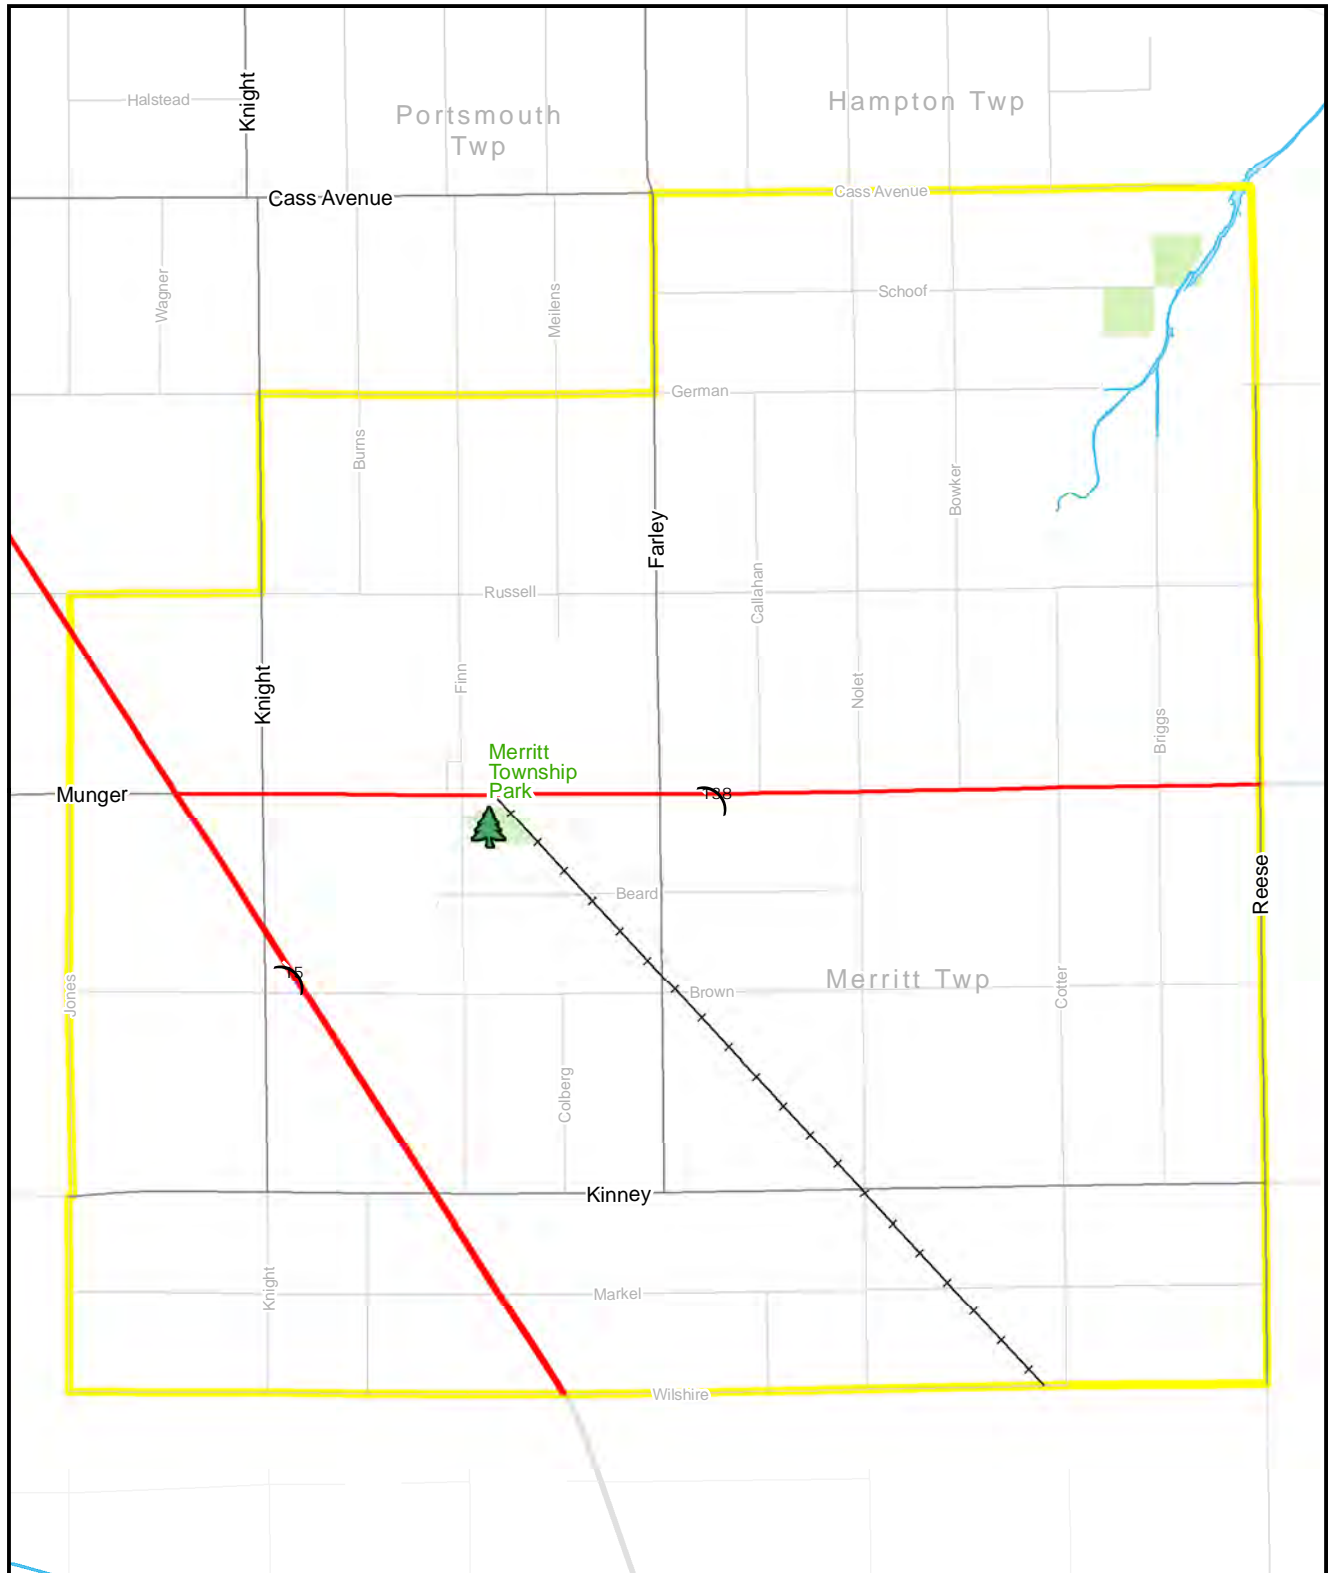 Halstead
Knight
Portsmouth
Twp
Hampton Twp
Cass Avenue
Cass Avenue
Wagner
Meilens
Schoof
German
Burns
Bowker
Farley
Callahan
Russell
Knight
Finn
Nolet
Briggs
Merritt
Township
Park
Munger
138
Reese
Beard
15
Jones
Brown
Merritt Twp
Cotter
Colberg
Kinney
Knight
Markel
Wilshire